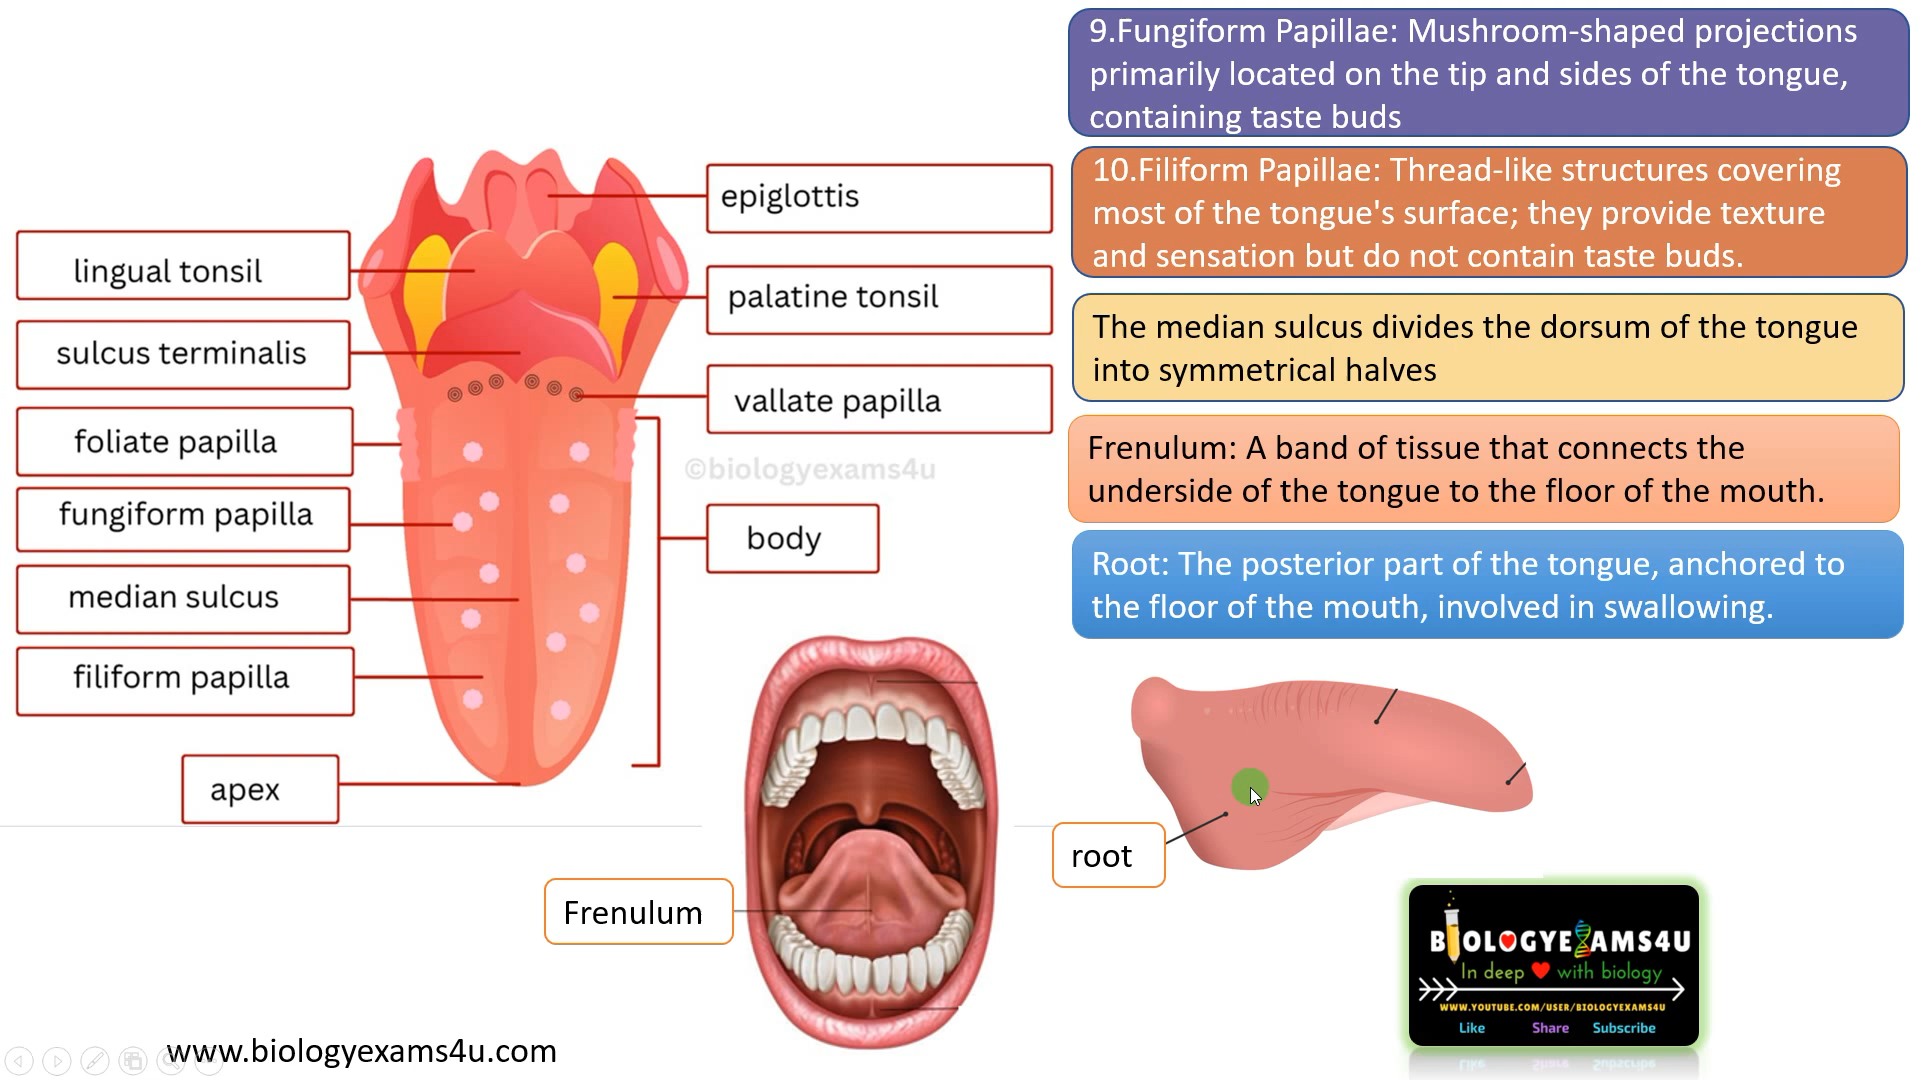 9.Fungiform Papillae: Mushroom-shaped projections
primarily located on the tip and sides of the tongue,
containing taste buds
10.Filiform Papillae: Thread-like structures covering
most of the tongue's surface; they provide texture
and sensation but do not contain taste buds.
The median sulcus divides the dorsum of the tongue
into symmetrical halves
Frenulum: A band of tissue that connects the
underside of the tongue to the floor of the mouth.
Root: The posterior part of the tongue, anchored to
the floor of the mouth, involved in swallowing.
epiglottis
lingual tonsil
palatine tonsil
sulcus terminalis
vallate papilla
foliate papilla
©biologyexams4u
fungiform papilla
body
median sulcus
filiform papilla
apex
root
Frenulum
BIOLOGYEXAMS4U
In deep ❤ with biology
WWW.YOUTUBE.COM/USER/BIOLOGYEXAMS4U
Like Share Subscribe
www.biologyexams4u.com